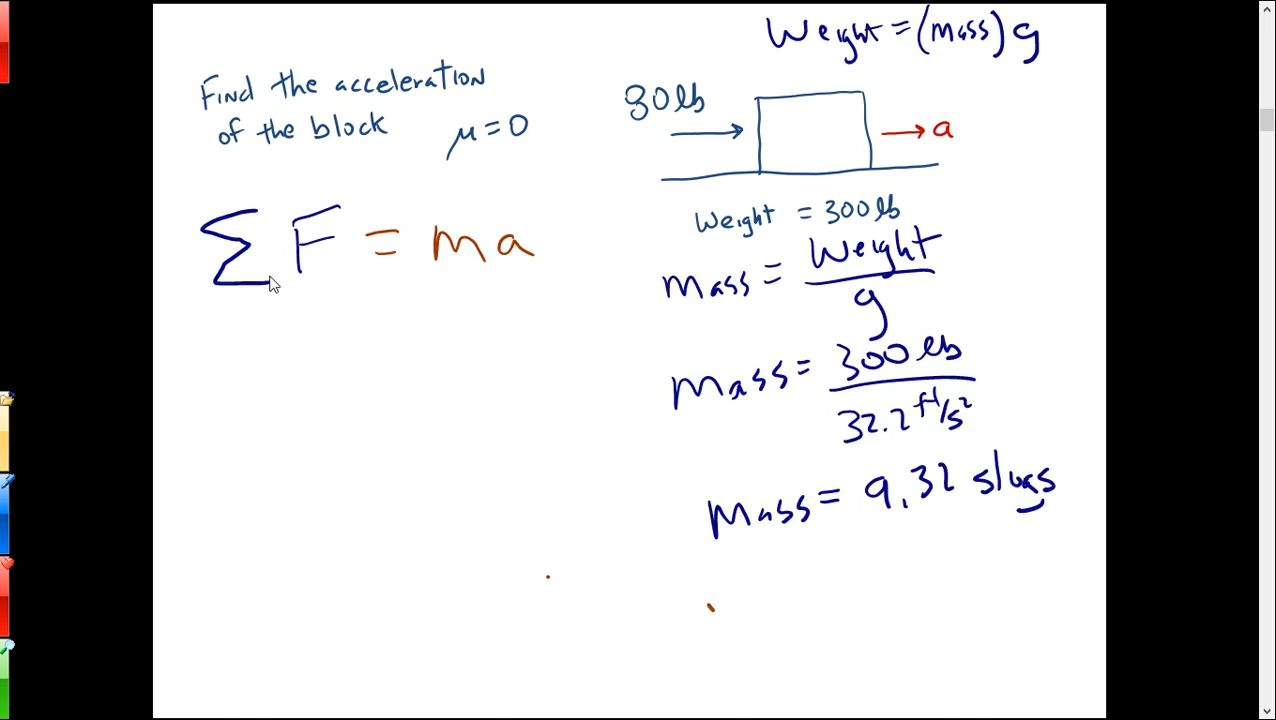 Weight = (mass) g
Find the acceleration
of the block μ = 0
80 lb
a
Weight = 300 lb
ΣF = ma
mass = Weight / g
mass = 300 lb / 32.2 ft/s²
mass = 9.32 slugs